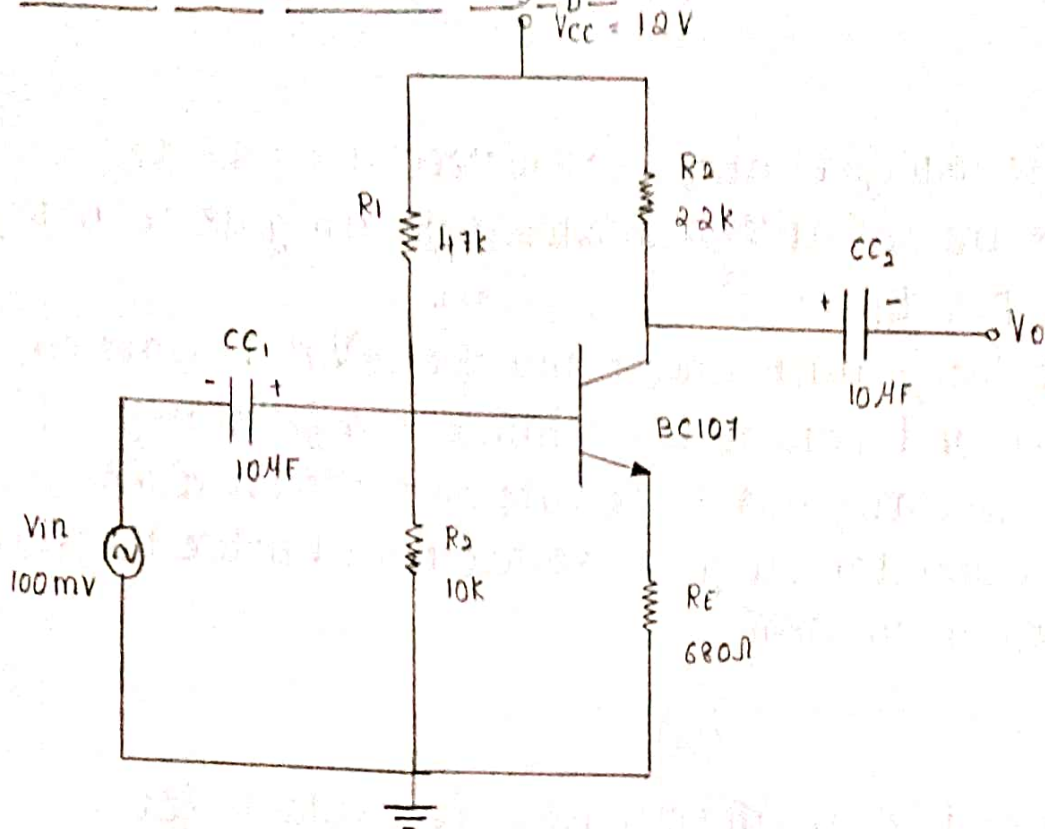 VCC = 12V
R2
22k
R1
47k
CC2
+ -
Vo
10μF
CC1
- +
10μF
BC107
Vin
100mV
R2
10K
RE
680Ω